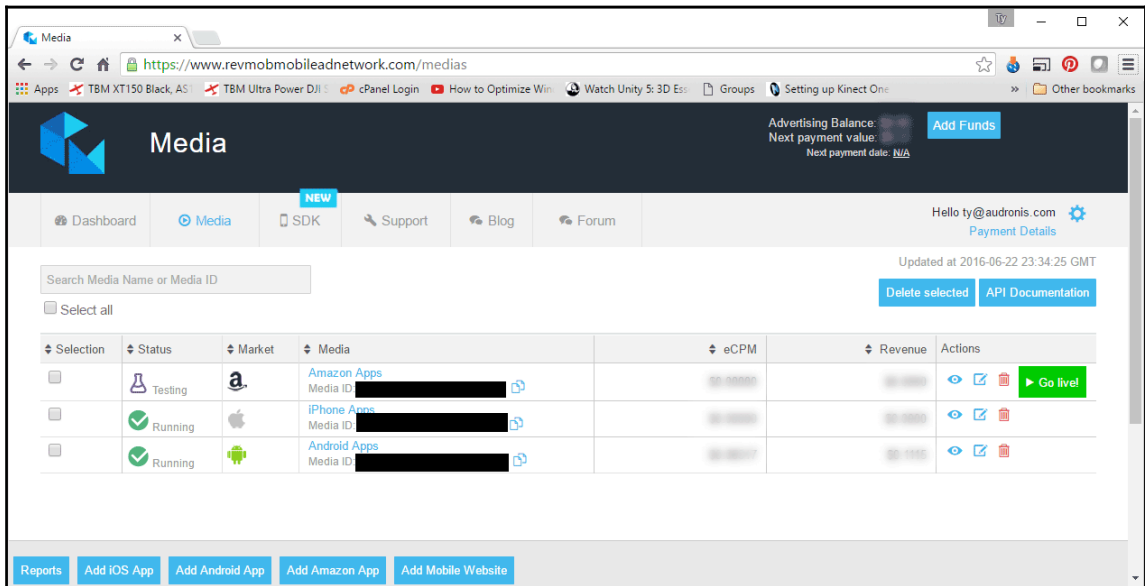 Ty
Media
https://www.revmobmobileadnetwork.com/medias
Apps TBM XT150 Black, AS TBM Ultra Power DJI S cPanel Login How to Optimize Win Watch Unity 5: 3D Ess Groups Setting up Kinect One » Other bookmarks
Media
Advertising Balance:
Next payment value:
Next payment date: N/A
Add Funds
NEW
Dashboard Media SDK Support Blog Forum
Hello ty@audronis.com
Payment Details
Updated at 2016-06-22 23:34:25 GMT
Search Media Name or Media ID
Delete selected API Documentation
Select all
Selection Status Market Media eCPM Revenue Actions
Testing a Amazon Apps Go live!
Media ID:
Running iPhone Apps
Media ID:
Running Android Apps
Media ID:
Reports Add iOS App Add Android App Add Amazon App Add Mobile Website